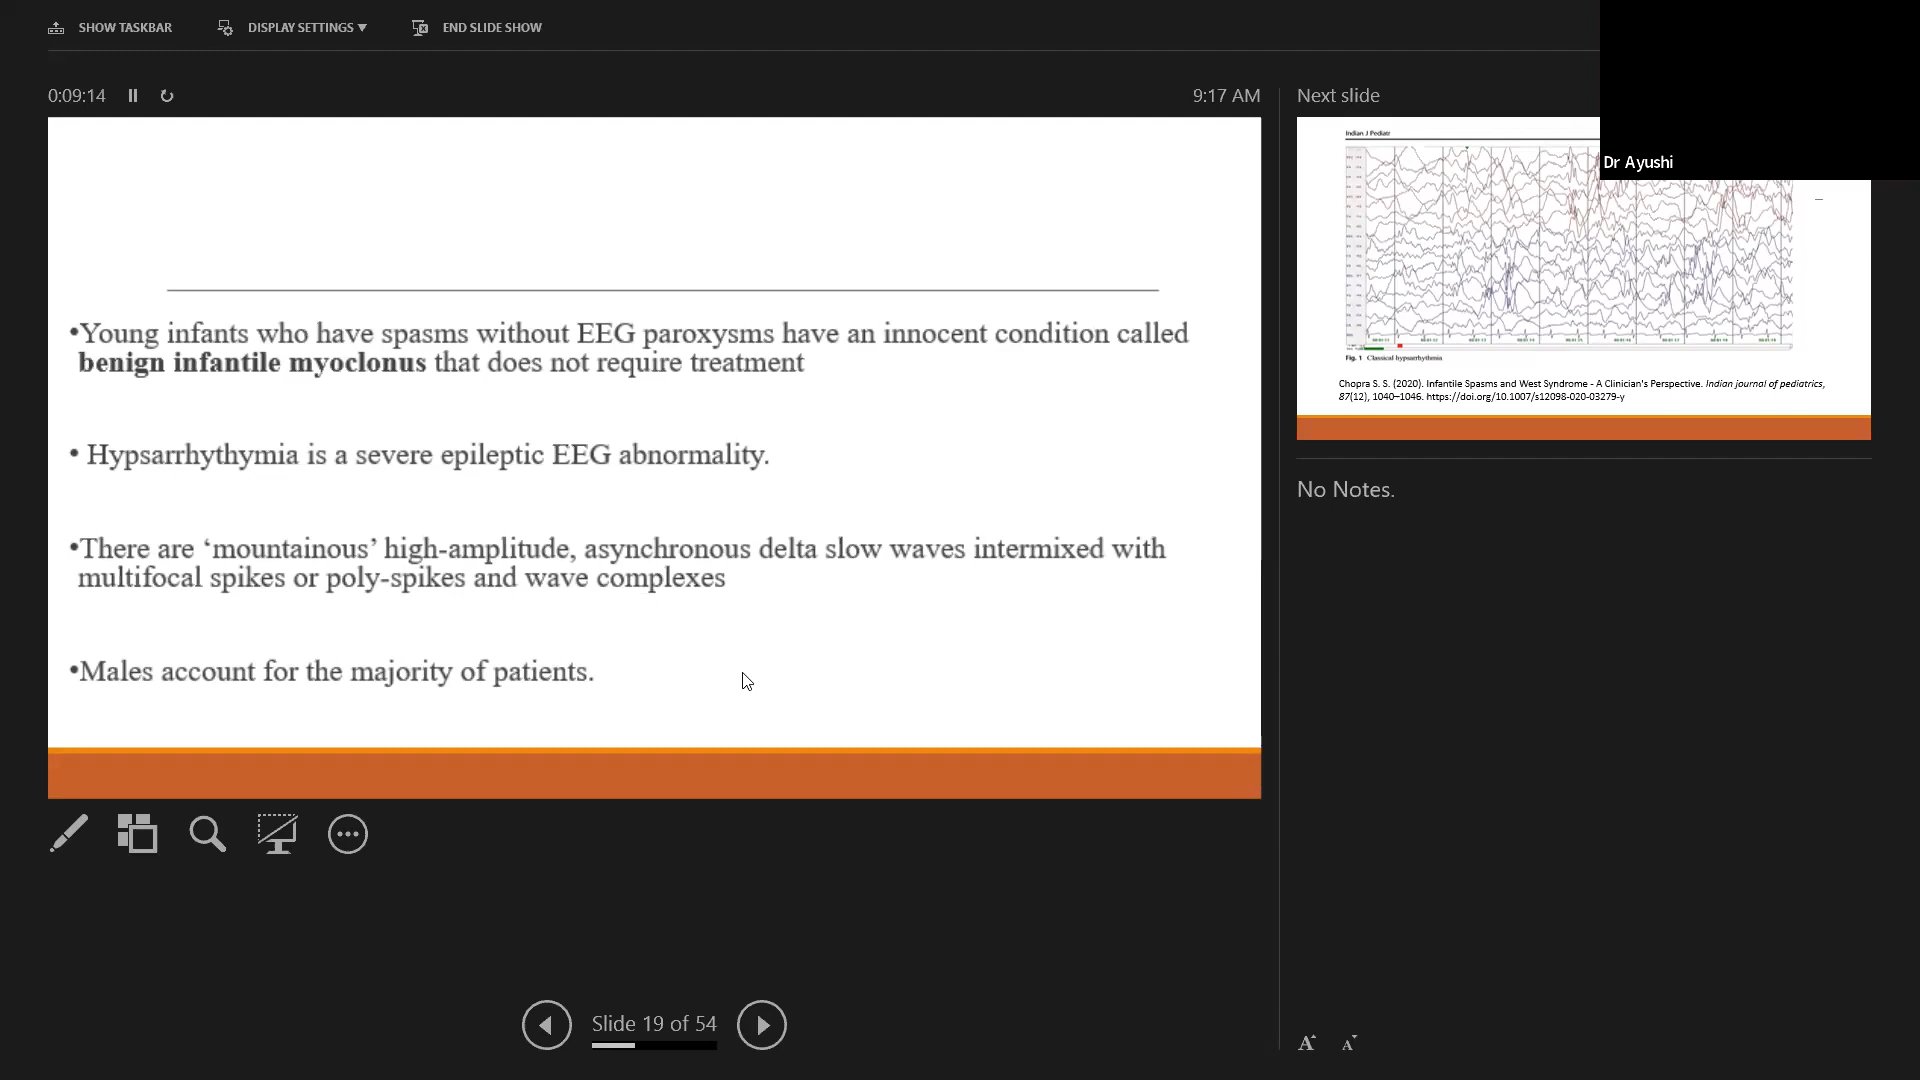 SHOW TASKBAR
DISPLAY SETTINGS ▼
END SLIDE SHOW
0:09:14
9:17 AM
•Young infants who have spasms without EEG paroxysms have an innocent condition called
benign infantile myoclonus that does not require treatment
• Hypsarrhythymia is a severe epileptic EEG abnormality.
•There are ‘mountainous’ high-amplitude, asynchronous delta slow waves intermixed with
multifocal spikes or poly-spikes and wave complexes
•Males account for the majority of patients.
Slide 19 of 54
Next slide
Dr Ayushi
Indian J Pediatr
Fig. 1 Classical hypsarrhythmia
Chopra S. S. (2020). Infantile Spasms and West Syndrome - A Clinician's Perspective. Indian journal of pediatrics,
87(12), 1040–1046. https://doi.org/10.1007/s12098-020-03279-y
No Notes.
A A